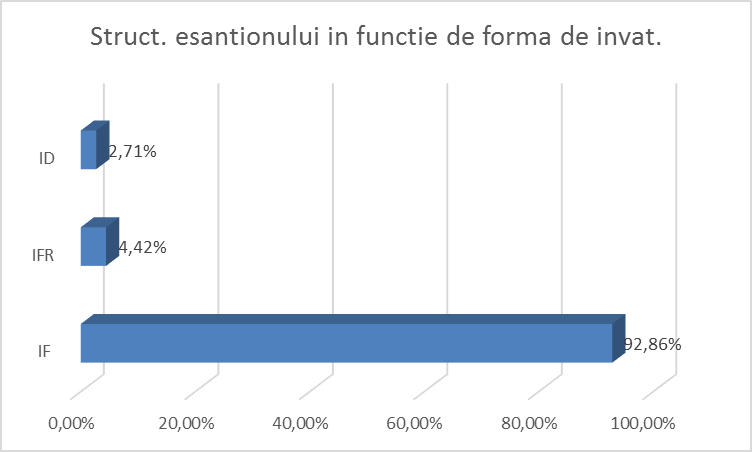 Struct. esantionului in functie de forma de invat.
ID
2,71%
IFR
4,42%
IF
92,86%
0,00% 20,00% 40,00% 60,00% 80,00% 100,00%